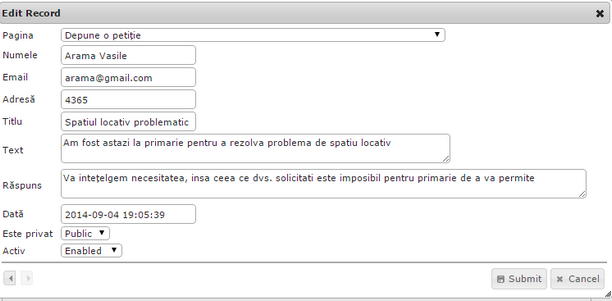 Edit Record
Pagina Depune o petiție
Numele Arama Vasile
Email arama@gmail.com
Adresă 4365
Titlu Spatiul locativ problematic
Text Am fost astazi la primarie pentru a rezolva problema de spatiu locativ
Răspuns Va intețelgem necesitatea, insa ceea ce dvs. solicitati este imposibil pentru primarie de a va permite
Dată 2014-09-04 19:05:39
Este privat Public
Activ Enabled
Submit Cancel